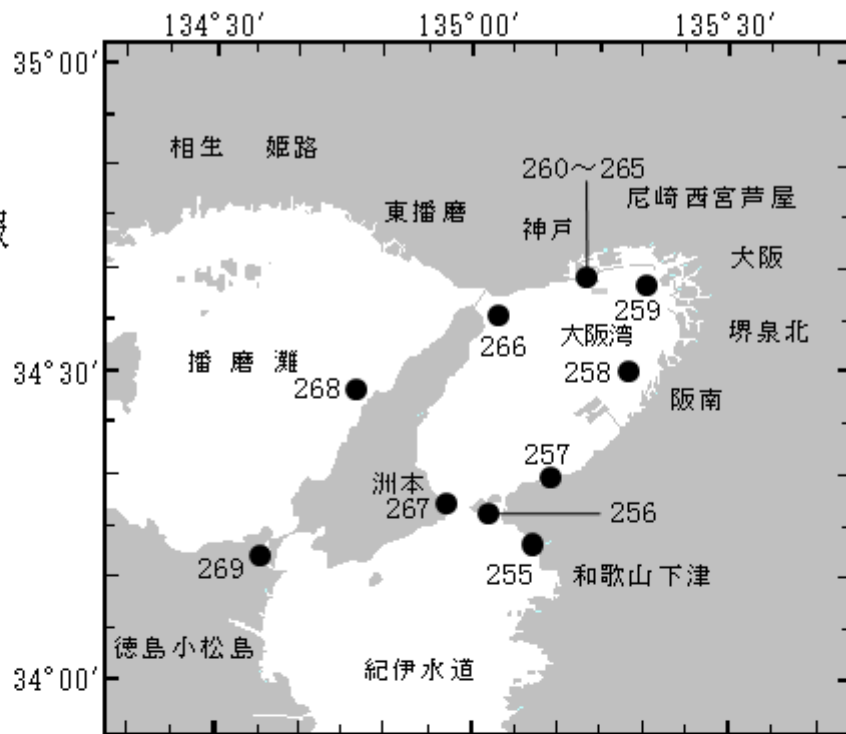 134°30′ 135°00′ 135°30′
35°00′
相生 姫路
260～265
尼崎西宮芦屋
東播磨
神戸
大阪
259
大阪湾
堺泉北
266
播磨灘
34°30′
258
268
阪南
257
洲本
267
256
255
和歌山下津
269
徳島小松島
紀伊水道
34°00′